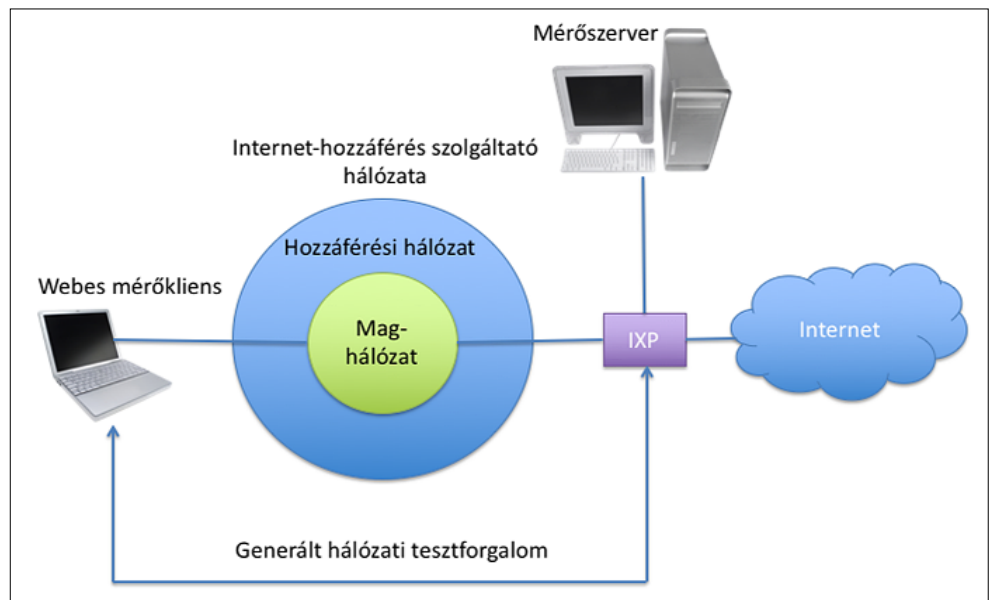 Mérőszerver
Internet-hozzáférés szolgáltató
hálózata
Hozzáférési hálózat
Webes mérőkliens
Mag-
hálózat
IXP
Internet
Generált hálózati tesztforgalom